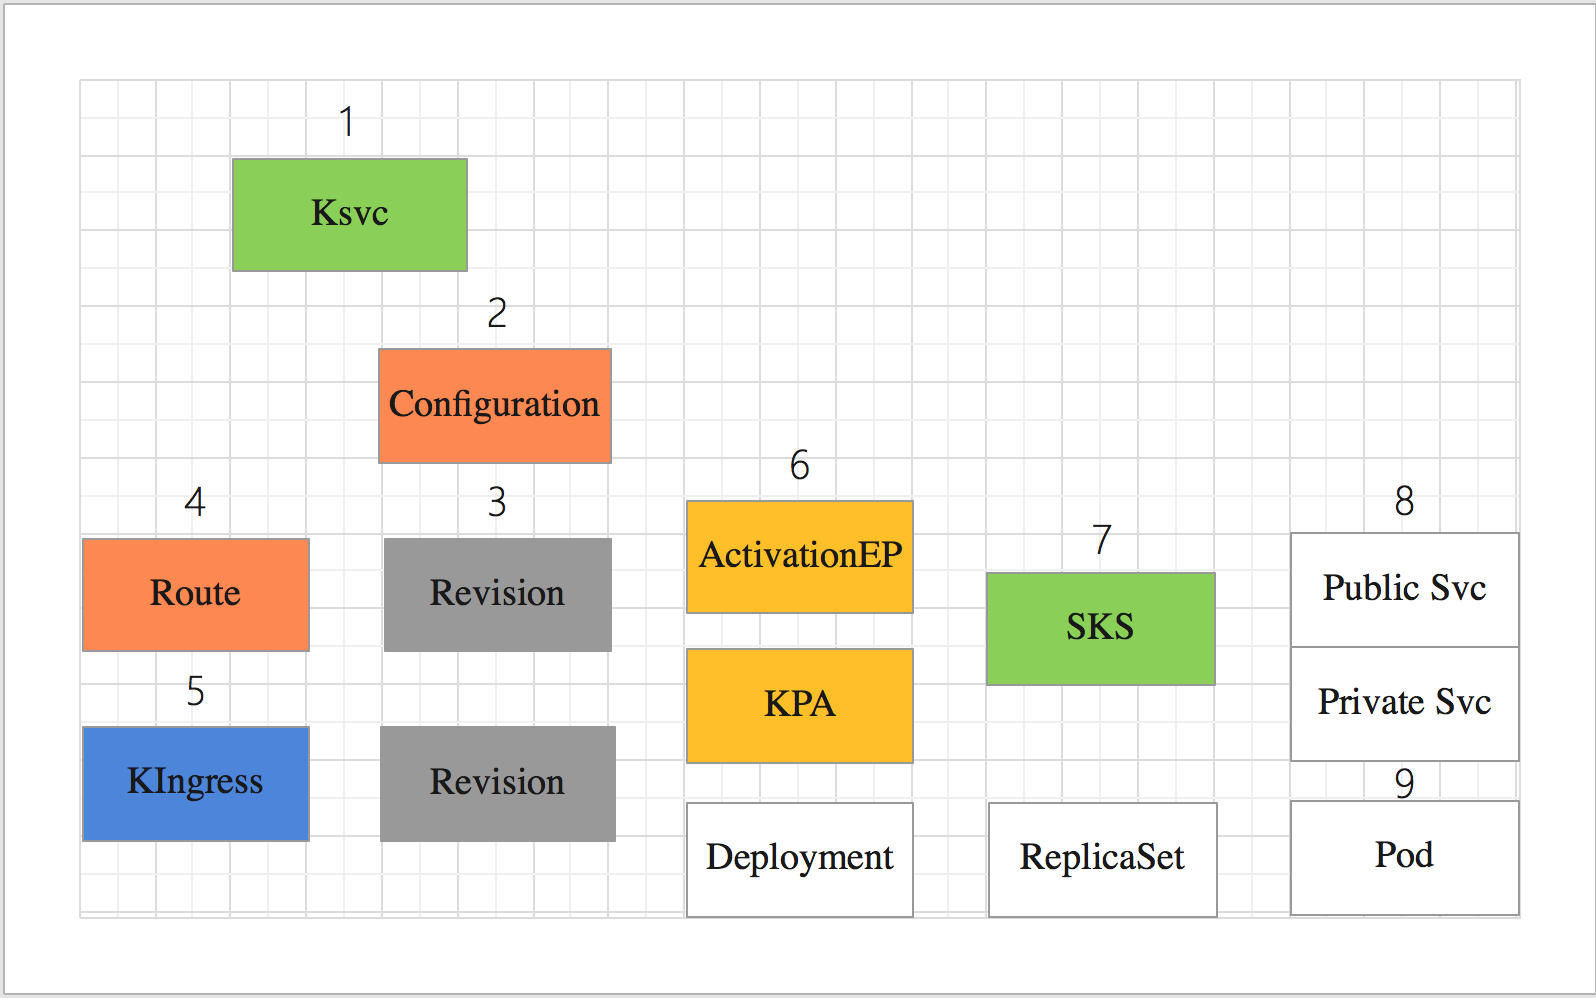 1
Ksvc
2
Configuration
4
3
6
7
8
Route
Revision
ActivationEP
SKS
Public Svc
5
KPA
Private Svc
KIngress
Revision
9
Deployment
ReplicaSet
Pod